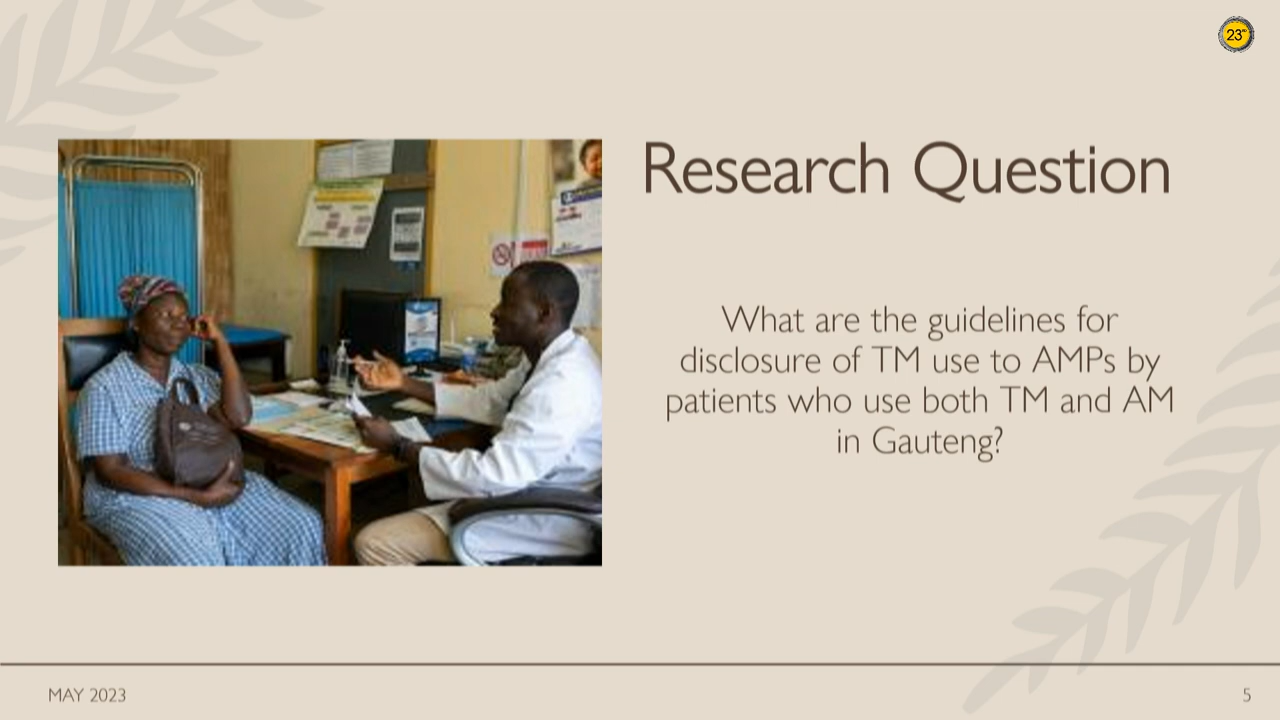 23
Research Question
What are the guidelines for
disclosure of TM use to AMPs by
patients who use both TM and AM
in Gauteng?
MAY 2023
5